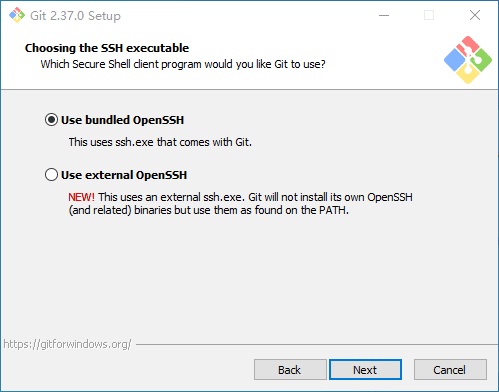 Git 2.37.0 Setup
Choosing the SSH executable
Which Secure Shell client program would you like Git to use?
Use bundled OpenSSH
This uses ssh.exe that comes with Git.
Use external OpenSSH
NEW! This uses an external ssh.exe. Git will not install its own OpenSSH
(and related) binaries but use them as found on the PATH.
https://gitforwindows.org/
Back Next Cancel